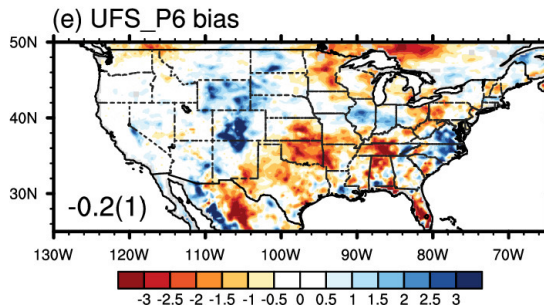 (e) UFS_P6 bias
50N
40N
30N
-0.2(1)
130W 120W 110W 100W 90W 80W 70W
-3 -2.5 -2 -1.5 -1 -0.5 0 0.5 1 1.5 2 2.5 3